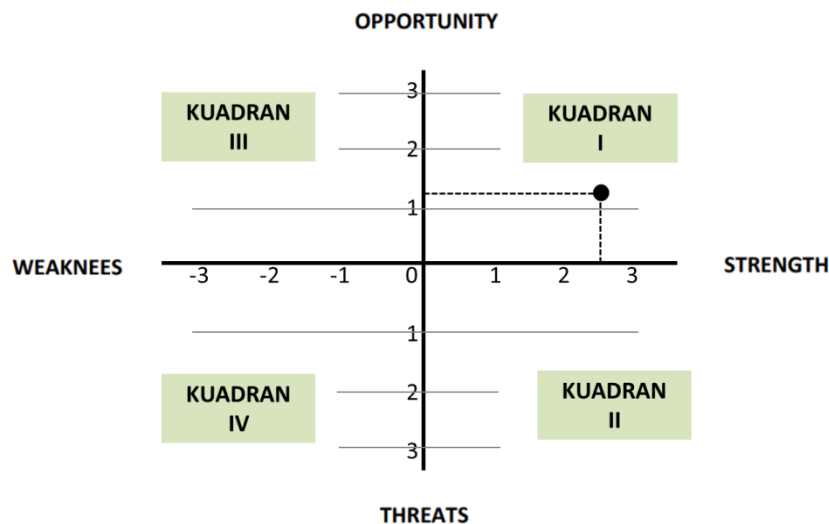 OPPORTUNITY
KUADRAN
III
KUADRAN
I
3
2
1
WEAKNEES
-3 -2 -1 0 1 2 3
STRENGTH
1
2
3
KUADRAN
IV
KUADRAN
II
THREATS